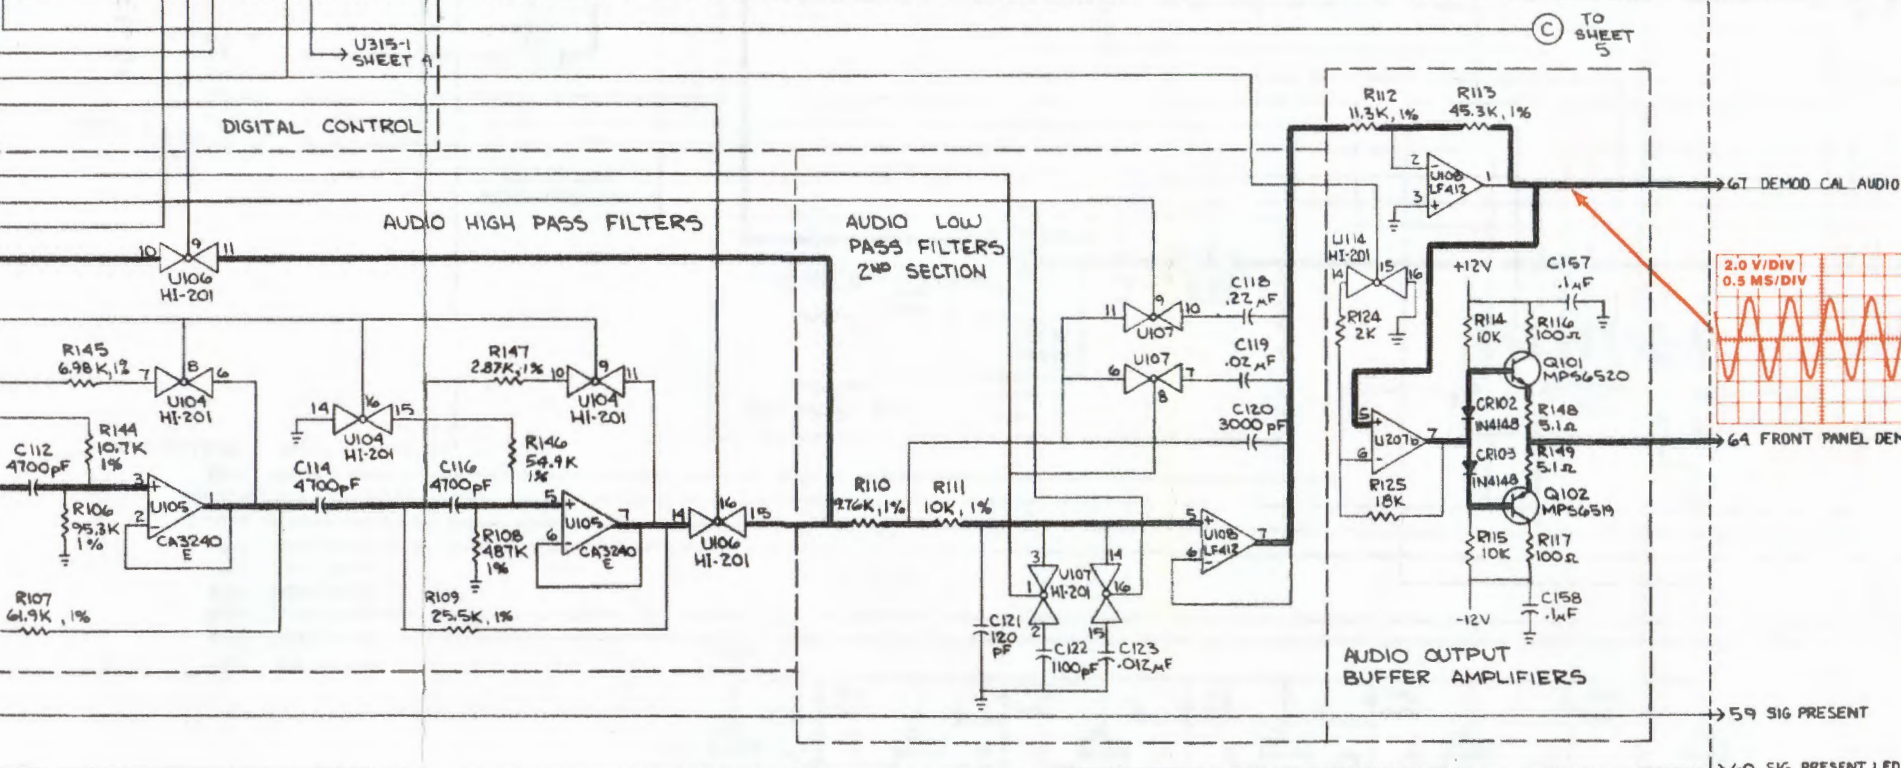 U315-1
SHEET A
C
TO
SHEET
5
DIGITAL CONTROL
AUDIO HIGH PASS FILTERS
AUDIO LOW
PASS FILTERS
2ND SECTION
10
9
11
U106
HI-201
R145
6.98K, 1%
7
8
6
U104
HI-201
14
16
15
U104
HI-201
R147
2.87K, 1%
10
9
11
U104
HI-201
C112
4700pF
R144
10.7K
1%
R106
95.3K
1%
3
+
2
-
1
U105
CA3240
E
C114
4700pF
C116
4700pF
R146
54.9K
1%
R108
487K
1%
5
+
6
-
7
U105
CA3240
E
14
16
15
U106
HI-201
R107
61.9K, 1%
R109
25.5K, 1%
R110
976K, 1%
R111
10K, 1%
11
9
10
U107
C118
.22µF
U107
6
7
8
C119
.02µF
C120
3000pF
5
+
6
-
7
U108
LF412
3
1
2
U107
HI-201
14
16
15
C121
120
pF
C122
1100pF
C123
.012µF
R112
11.3K, 1%
R113
45.3K, 1%
2
-
3
+
1
U108
LF412
67 DEMOD CAL AUDIO
U114
HI-201
14
15
16
R124
2K
+12V
C157
.1µF
R114
10K
R116
100Ω
Q101
MPS6520
CR102
1N4148
R148
5.1Ω
5
+
6
-
7
U207b
R125
18K
64 FRONT PANEL DEM
CR103
1N4148
R149
5.1Ω
Q102
MPS6519
R115
10K
R117
100Ω
-12V
C158
.1µF
AUDIO OUTPUT
BUFFER AMPLIFIERS
2.0 V/DIV
0.5 MS/DIV
59 SIG PRESENT
60 SIG PRESENT LED